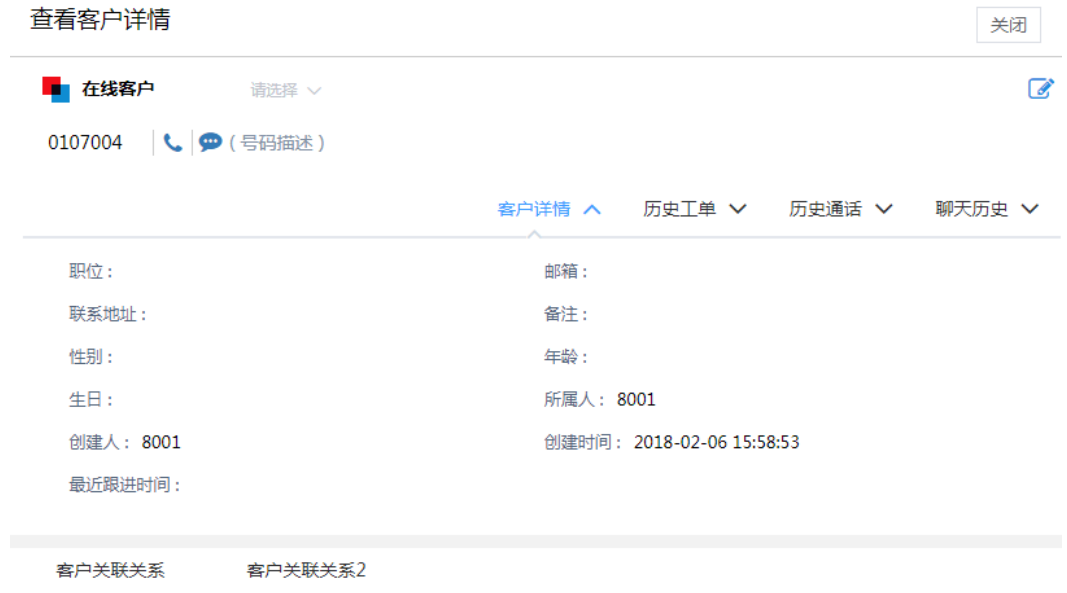 查看客户详情 关闭
在线客户 请选择
0107004 ( 号码描述 )
客户详情 历史工单 历史通话 聊天历史
职位： 邮箱：
联系地址： 备注：
性别： 年龄：
生日： 所属人： 8001
创建人： 8001 创建时间： 2018-02-06 15:58:53
最近跟进时间：
客户关联关系 客户关联关系2